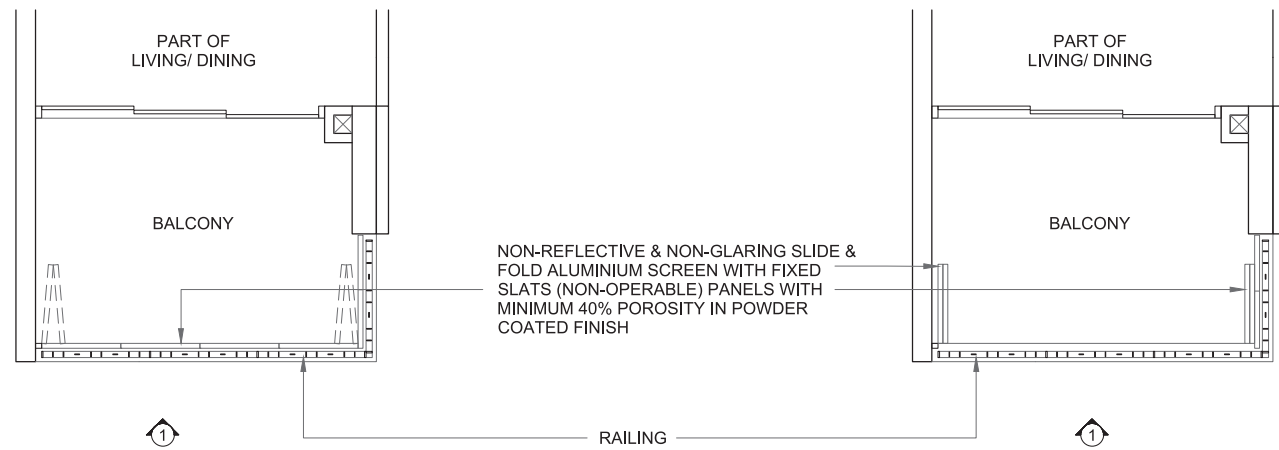 PART OF
LIVING/ DINING
BALCONY
PART OF
LIVING/ DINING
BALCONY
NON-REFLECTIVE & NON-GLARING SLIDE &
FOLD ALUMINIUM SCREEN WITH FIXED
SLATS (NON-OPERABLE) PANELS WITH
MINIMUM 40% POROSITY IN POWDER
COATED FINISH
1
RAILING
1